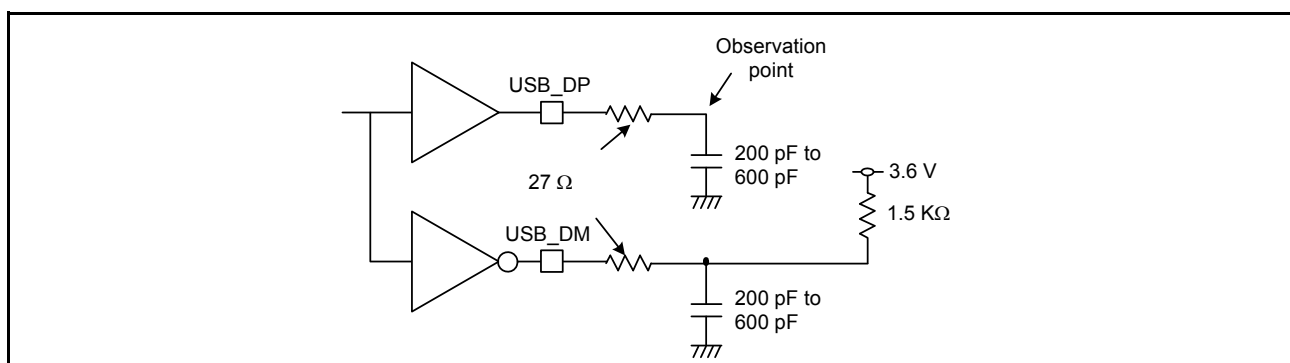 Observation
point
USB_DP
200 pF to
600 pF
27 Ω
3.6 V
1.5 KΩ
USB_DM
200 pF to
600 pF